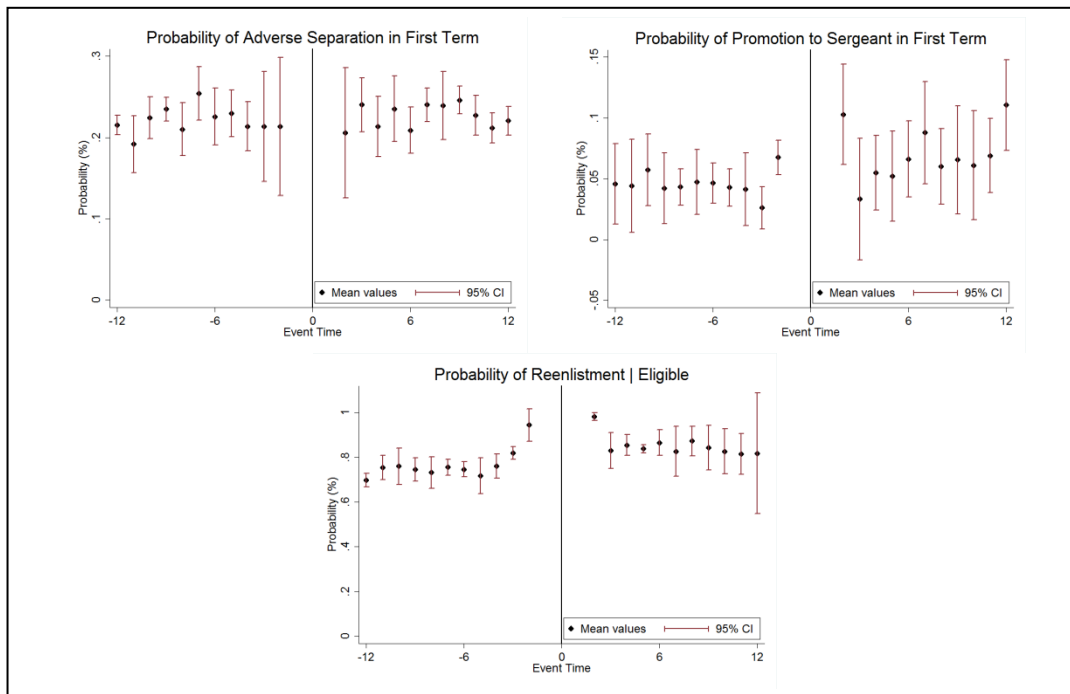 Probability of Adverse Separation in First Term
Probability (%)
.3
.2
.1
0
-12
-6
0
6
12
Event Time
Mean values
95% CI
Probability of Promotion to Sergeant in First Term
Probability (%)
.15
.1
.05
0
-.05
-12
-6
0
6
12
Event Time
Mean values
95% CI
Probability of Reenlistment | Eligible
Probability (%)
1
.8
.6
.4
.2
0
-12
-6
0
6
12
Event Time
Mean values
95% CI